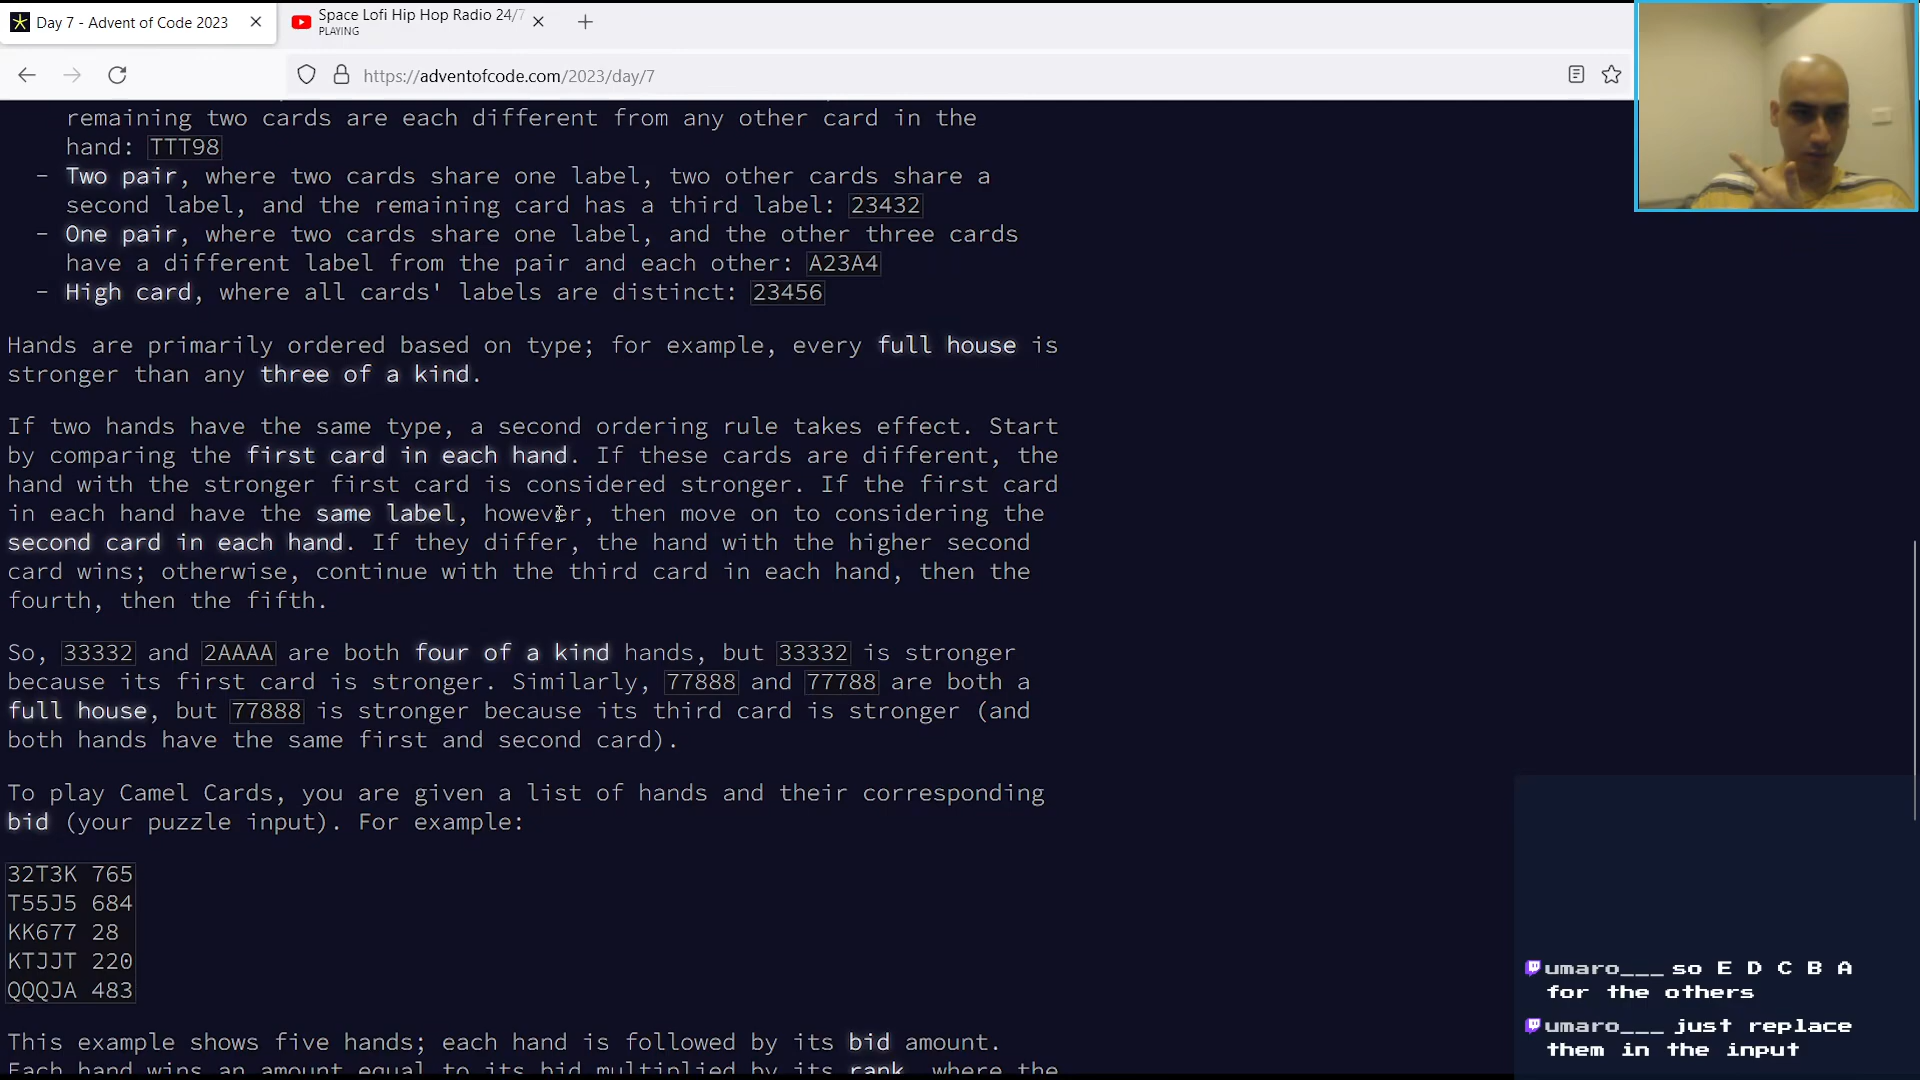 Day 7 - Advent of Code 2023
Space Lofi Hip Hop Radio 24/7
PLAYING
https://adventofcode.com/2023/day/7
remaining two cards are each different from any other card in the
hand: TTT98
- Two pair, where two cards share one label, two other cards share a
second label, and the remaining card has a third label: 23432
- One pair, where two cards share one label, and the other three cards
have a different label from the pair and each other: A23A4
- High card, where all cards' labels are distinct: 23456
Hands are primarily ordered based on type; for example, every full house is
stronger than any three of a kind.
If two hands have the same type, a second ordering rule takes effect. Start
by comparing the first card in each hand. If these cards are different, the
hand with the stronger first card is considered stronger. If the first card
in each hand have the same label, however, then move on to considering the
second card in each hand. If they differ, the hand with the higher second
card wins; otherwise, continue with the third card in each hand, then the
fourth, then the fifth.
So, 33332 and 2AAAA are both four of a kind hands, but 33332 is stronger
because its first card is stronger. Similarly, 77888 and 77788 are both a
full house, but 77888 is stronger because its third card is stronger (and
both hands have the same first and second card).
To play Camel Cards, you are given a list of hands and their corresponding
bid (your puzzle input). For example:
32T3K 765
T55J5 684
KK677 28
KTJJT 220
QQQJA 483
This example shows five hands; each hand is followed by its bid amount.
Each hand wins an amount equal to its bid multiplied by its rank, where the
umaro___ so E D C B A
for the others
umaro___ just replace
them in the input